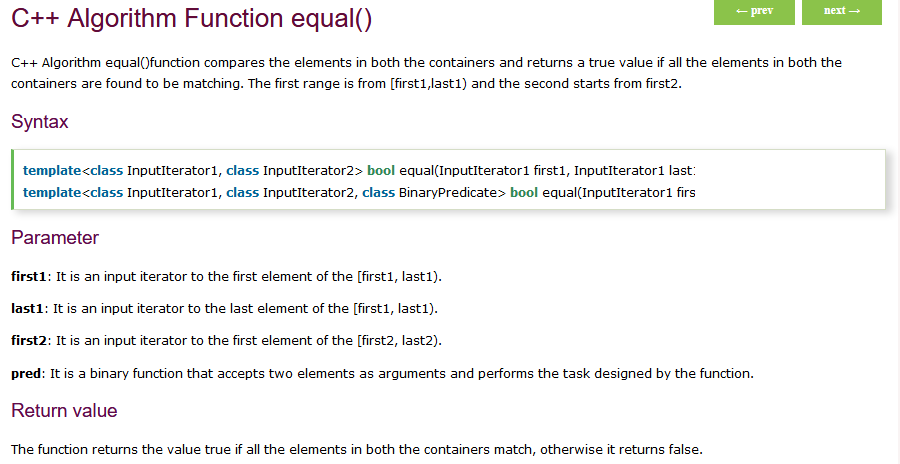 C++ Algorithm Function equal()
← prev
next →
C++ Algorithm equal()function compares the elements in both the containers and returns a true value if all the elements in both the
containers are found to be matching. The first range is from [first1,last1) and the second starts from first2.
Syntax
template<class InputIterator1, class InputIterator2> bool equal(InputIterator1 first1, InputIterator1 last
template<class InputIterator1, class InputIterator2, class BinaryPredicate> bool equal(InputIterator1 firs
Parameter
first1: It is an input iterator to the first element of the [first1, last1).
last1: It is an input iterator to the last element of the [first1, last1).
first2: It is an input iterator to the first element of the [first2, last2).
pred: It is a binary function that accepts two elements as arguments and performs the task designed by the function.
Return value
The function returns the value true if all the elements in both the containers match, otherwise it returns false.